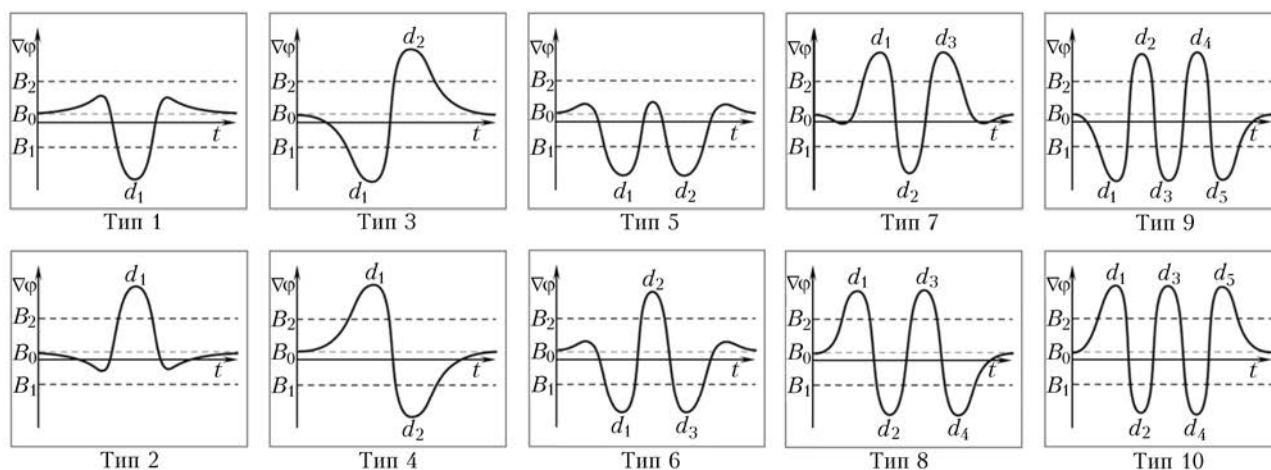 ∇φ B₂ B₀ B₁ d₁ t
Тип 1
∇φ B₂ B₀ B₁ d₁ d₂ t
Тип 3
∇φ B₂ B₀ B₁ d₁ d₂ t
Тип 5
∇φ B₂ B₀ B₁ d₁ d₂ d₃ t
Тип 7
∇φ B₂ B₀ B₁ d₁ d₂ d₃ d₄ d₅ t
Тип 9
∇φ B₂ B₀ B₁ d₁ t
Тип 2
∇φ B₂ B₀ B₁ d₁ d₂ t
Тип 4
∇φ B₂ B₀ B₁ d₁ d₂ d₃ t
Тип 6
∇φ B₂ B₀ B₁ d₁ d₂ d₃ d₄ t
Тип 8
∇φ B₂ B₀ B₁ d₁ d₂ d₃ d₄ d₅ t
Тип 10